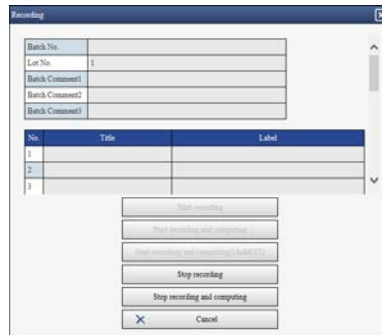 Recording
Batch No.
Lot No. 1
Batch Comment1
Batch Comment2
Batch Comment3
No. Title Label
1
2
3
Start recording
Start recording and computing
Start recording and computing(MultiEXT)
Stop recording
Stop recording and computing
Cancel